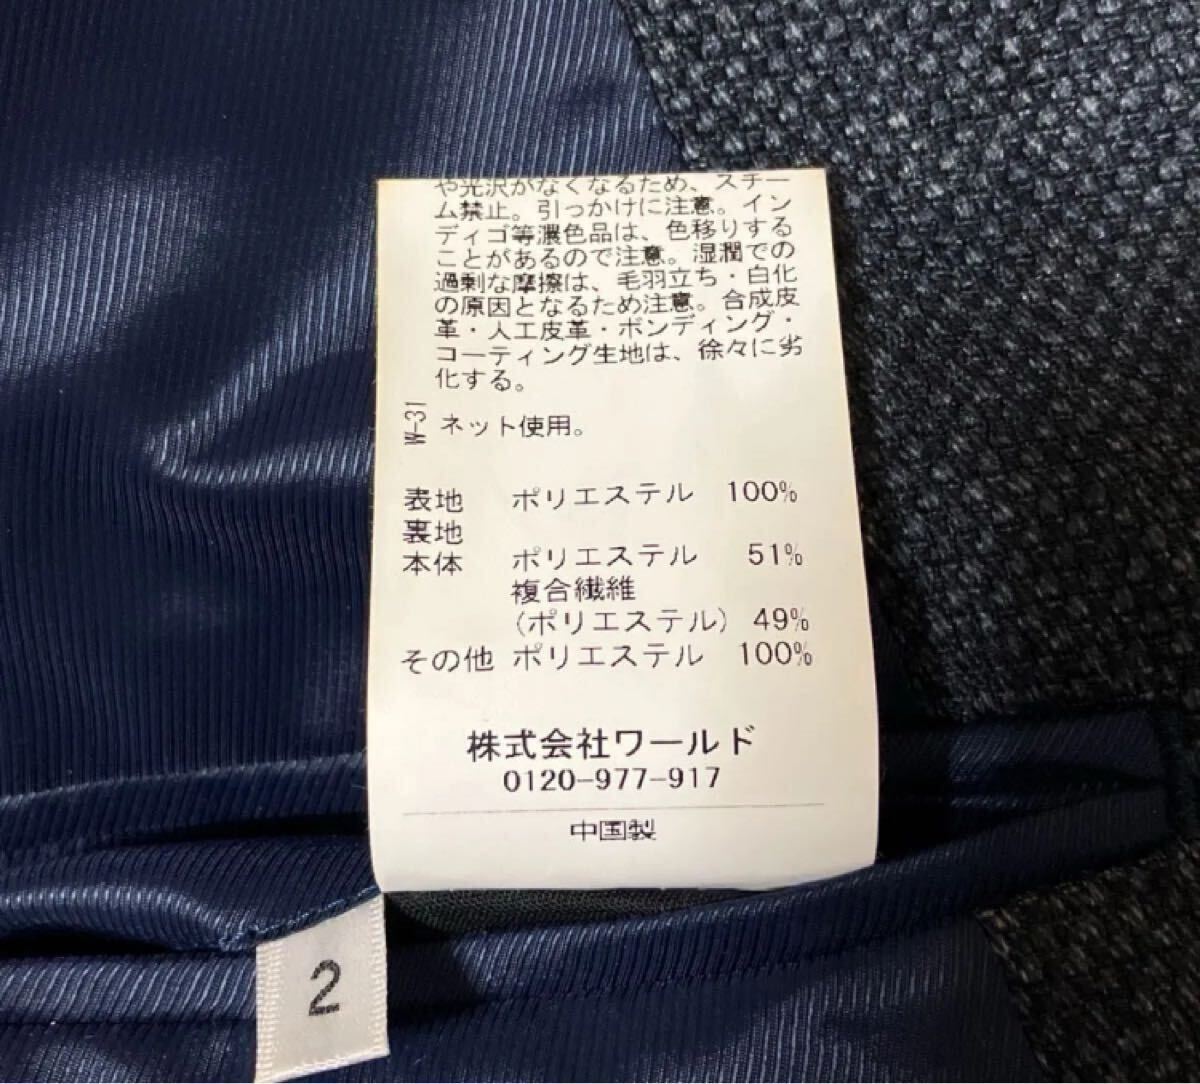 や光沢がなくなるため、スチー
ム禁止。引っかけに注意。イン
ディゴ等濃色品は、色移りする
ことがあるので注意。湿潤での
過剰な摩擦は、毛羽立ち・白化
の原因となるため注意。合成皮
革・人工皮革・ボンディング・
コーティング生地は、徐々に劣
化する。
W-31
ネット使用。
表地 ポリエステル 100%
裏地
本体 ポリエステル 51%
複合繊維
(ポリエステル) 49%
その他 ポリエステル 100%
株式会社ワールド
0120-977-917
中国製
2